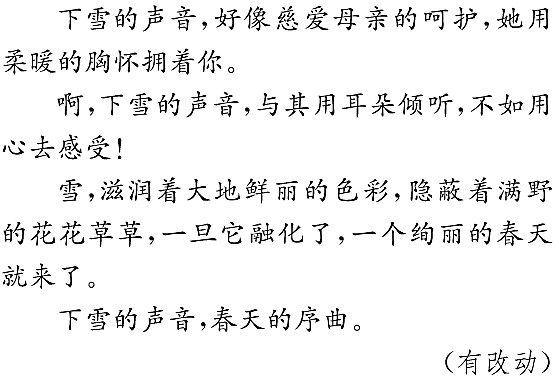 下雪的声音,好像慈爱母亲的呵护,她用
柔暖的胸怀拥着你。
啊,下雪的声音,与其用耳朵倾听,不如用
心去感受!
雪,滋润着大地鲜丽的色彩,隐蔽着满野
的花花草草,一旦它融化了,一个绚丽的春天
就来了。
下雪的声音,春天的序曲。
(有改动)